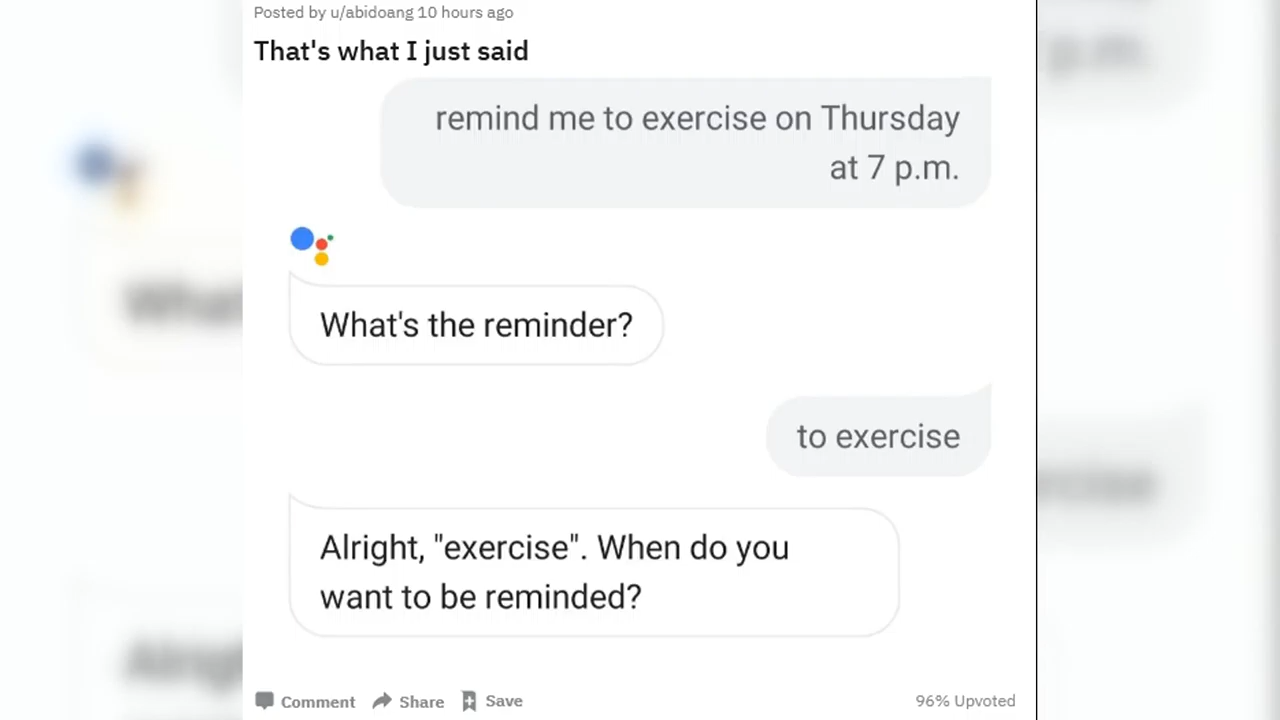 Posted by u/abidoang 10 hours ago
That's what I just said
remind me to exercise on Thursday
at 7 p.m.
What's the reminder?
to exercise
Alright, "exercise". When do you
want to be reminded?
Comment Share Save 96% Upvoted